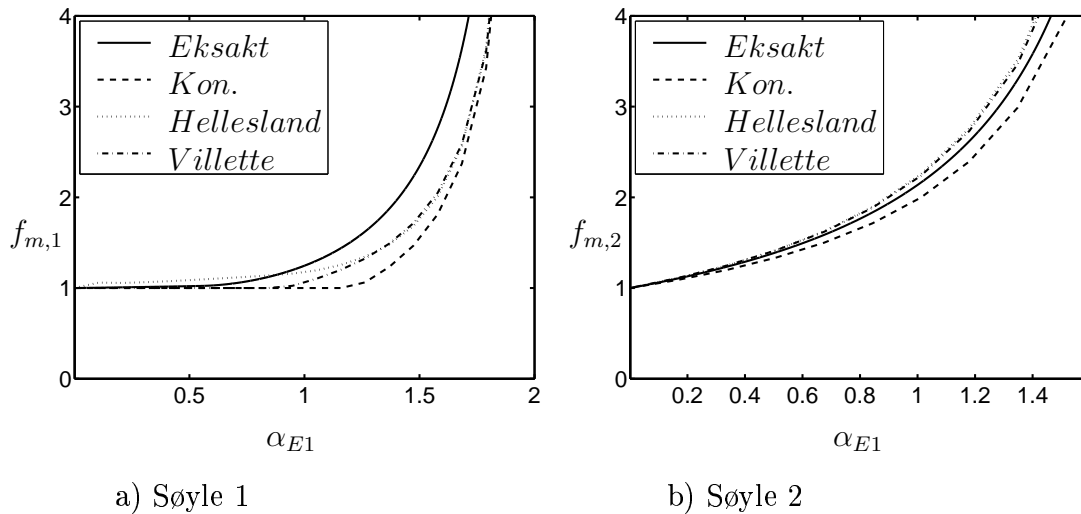 4
3
2
1
0
0.5
1
1.5
2
f_{m,1}
α_{E1}
Eksakt
Kon.
Hellesland
Villette
a) Søyle 1
4
3
2
1
0
0.2
0.4
0.6
0.8
1
1.2
1.4
f_{m,2}
α_{E1}
Eksakt
Kon.
Hellesland
Villette
b) Søyle 2